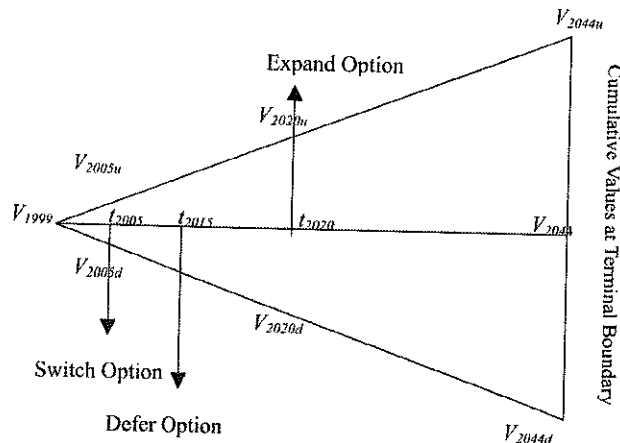 V2044u
Expand Option
V2020u
V2005u
V1999
t2005
t2015
t2020
V2044
V2005d
V2020d
Switch Option
Defer Option
V2044d
Cumulative Values at Terminal Boundary